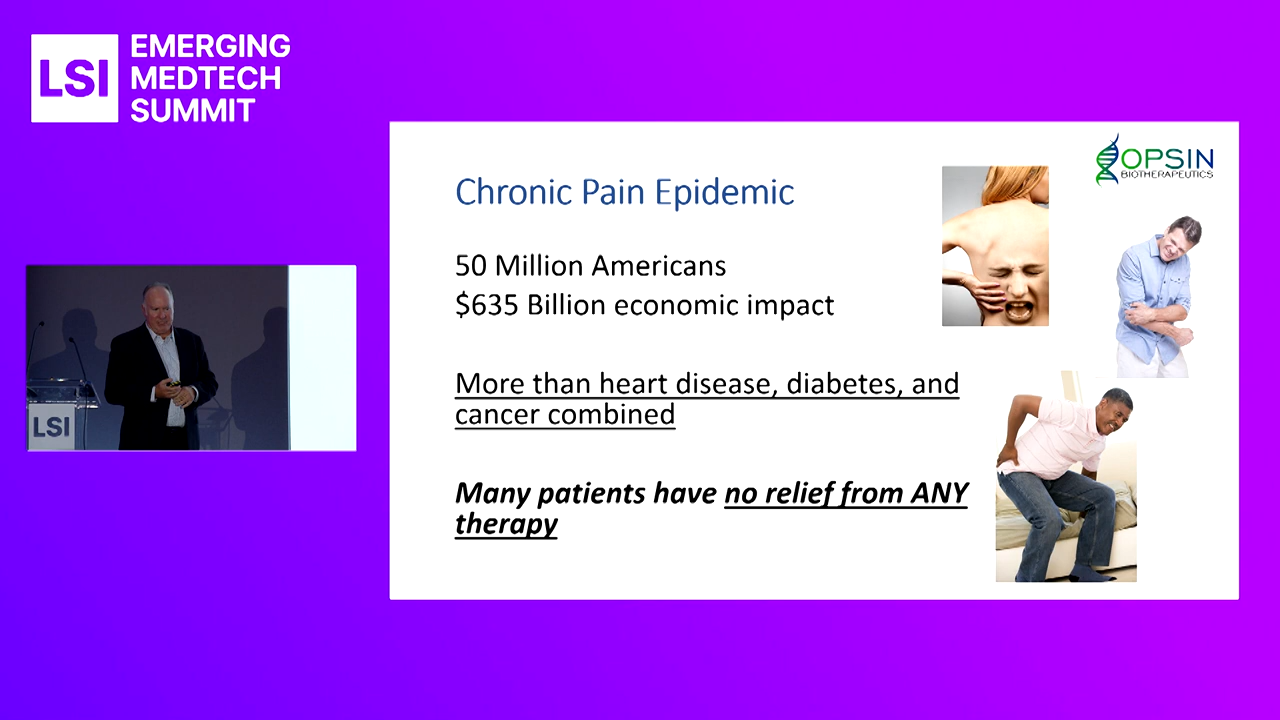 LSI
EMERGING
MEDTECH
SUMMIT
OPSIN
BIOTHERAPEUTICS
Chronic Pain Epidemic
50 Million Americans
$635 Billion economic impact
More than heart disease, diabetes, and
cancer combined
Many patients have no relief from ANY
therapy
LSI